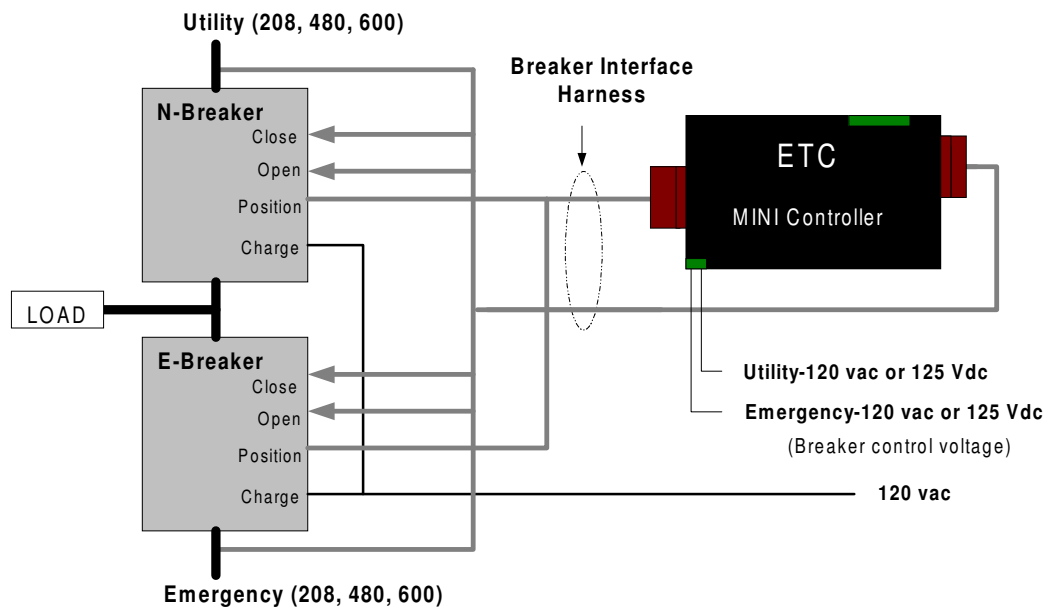 Utility (208, 480, 600)
Breaker Interface
Harness
N-Breaker
Close
Open
Position
Charge
ETC
MINI Controller
LOAD
E-Breaker
Close
Open
Position
Charge
Utility-120 vac or 125 Vdc
Emergency-120 vac or 125 Vdc
(Breaker control voltage)
120 vac
Emergency (208, 480, 600)